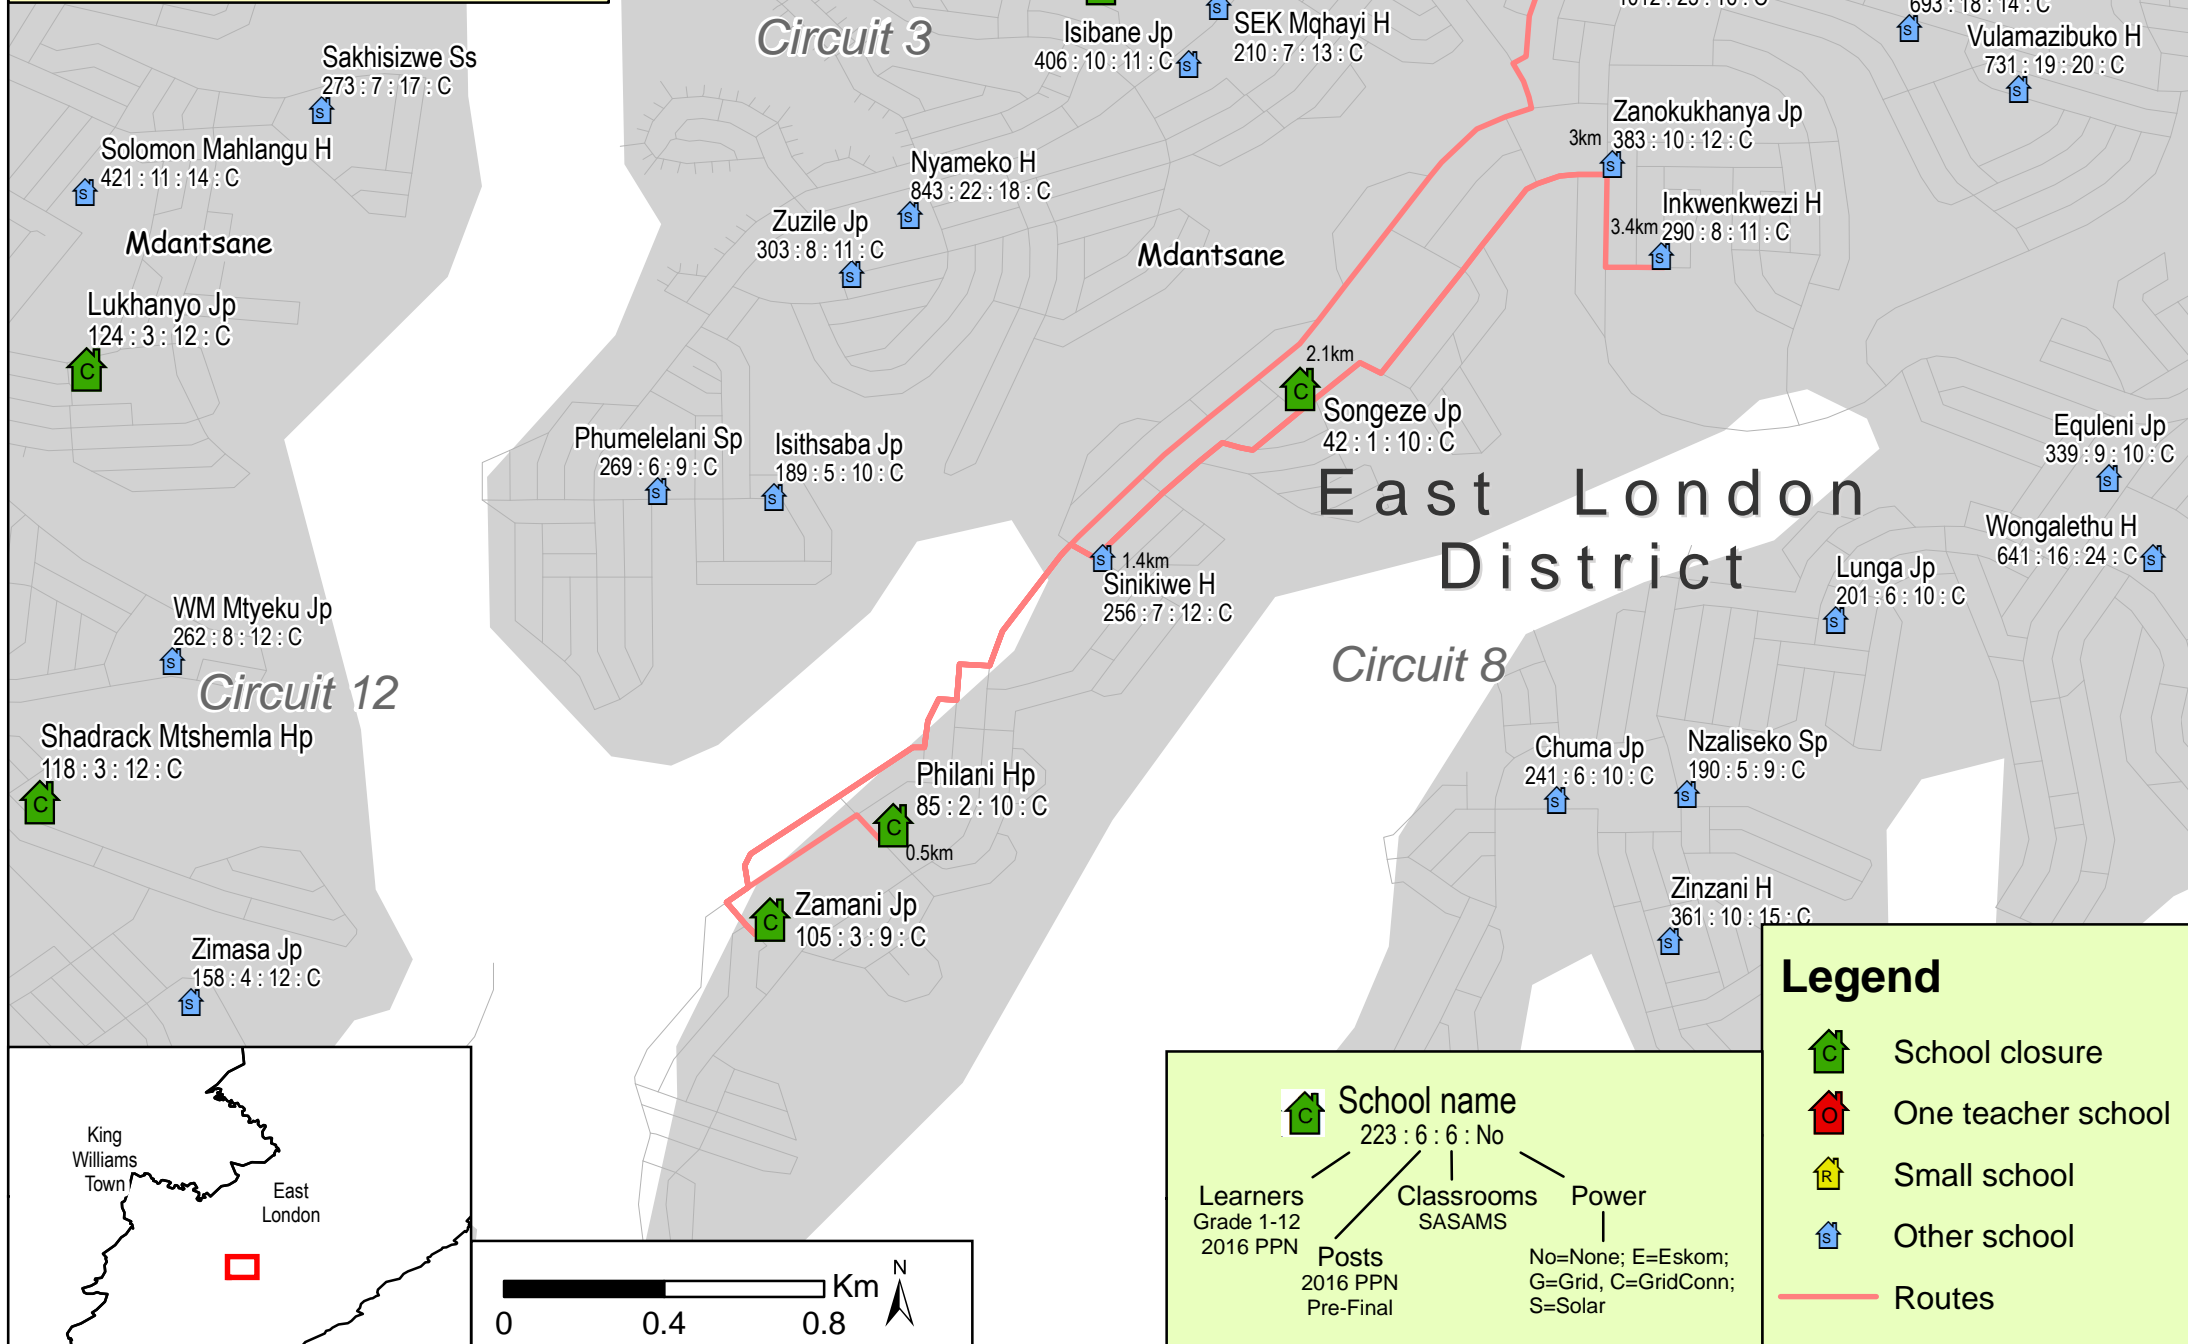 Circuit 3
Isibane Jp
406 : 10 : 11 : C
SEK Mqhayi H
210 : 7 : 13 : C
693 : 18 : 14 : C
Vulamazibuko H
731 : 19 : 20 : C
Sakhisizwe Ss
273 : 7 : 17 : C
Solomon Mahlangu H
421 : 11 : 14 : C
Mdantsane
Nyameko H
843 : 22 : 18 : C
Zuzile Jp
303 : 8 : 11 : C
Mdantsane
Zanokukhanya Jp
3km
383 : 10 : 12 : C
Inkwenkwezi H
3.4km
290 : 8 : 11 : C
Lukhanyo Jp
124 : 3 : 12 : C
2.1km
Songeze Jp
42 : 1 : 10 : C
Phumelelani Sp
269 : 6 : 9 : C
Isithsaba Jp
189 : 5 : 10 : C
East London
District
Equleni Jp
339 : 9 : 10 : C
Wongalethu H
641 : 16 : 24 : C
1.4km
Sinikiwe H
256 : 7 : 12 : C
Lunga Jp
201 : 6 : 10 : C
WM Mtyeku Jp
262 : 8 : 12 : C
Circuit 12
Circuit 8
Shadrack Mtshemla Hp
118 : 3 : 12 : C
Philani Hp
85 : 2 : 10 : C
0.5km
Chuma Jp
241 : 6 : 10 : C
Nzaliseko Sp
190 : 5 : 9 : C
Zamani Jp
105 : 3 : 9 : C
Zinzani H
361 : 10 : 15 : C
Zimasa Jp
158 : 4 : 12 : C
King
Williams
Town
East
London
Km
N
0
0.4
0.8
C
School name
223 : 6 : 6 : No
Learners
Grade 1-12
2016 PPN
Posts
2016 PPN
Pre-Final
Classrooms
SASAMS
Power
No=None; E=Eskom;
G=Grid, C=GridConn;
S=Solar
Legend
C School closure
O One teacher school
R Small school
S Other school
Routes